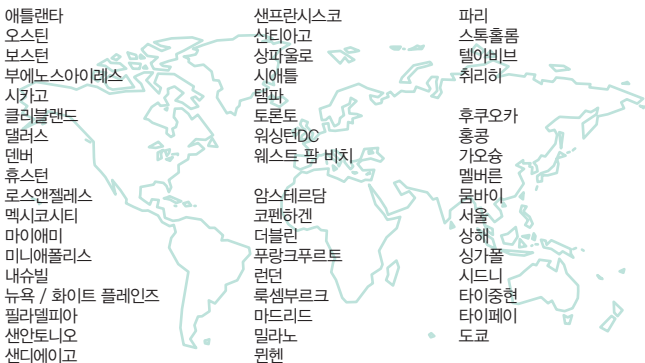 애틀랜타
오스틴
보스턴
부에노스아이레스
시카고
클리블랜드
댈러스
덴버
휴스턴
로스앤젤레스
멕시코시티
마이애미
미니애폴리스
내슈빌
뉴욕 / 화이트 플레인즈
필라델피아
샌안토니오
샌디에이고
샌프란시스코
산티아고
상파울로
시애틀
탬파
토론토
워싱턴DC
웨스트 팜 비치
암스테르담
코펜하겐
더블린
푸랑크푸르토
런던
룩셈부르크
마드리드
밀라노
뮌헨
파리
스톡홀롬
텔아비브
취리히
후쿠오카
홍콩
가오슝
멜버른
뭄바이
서울
상해
싱가폴
시드니
타이중현
타이페이
도쿄